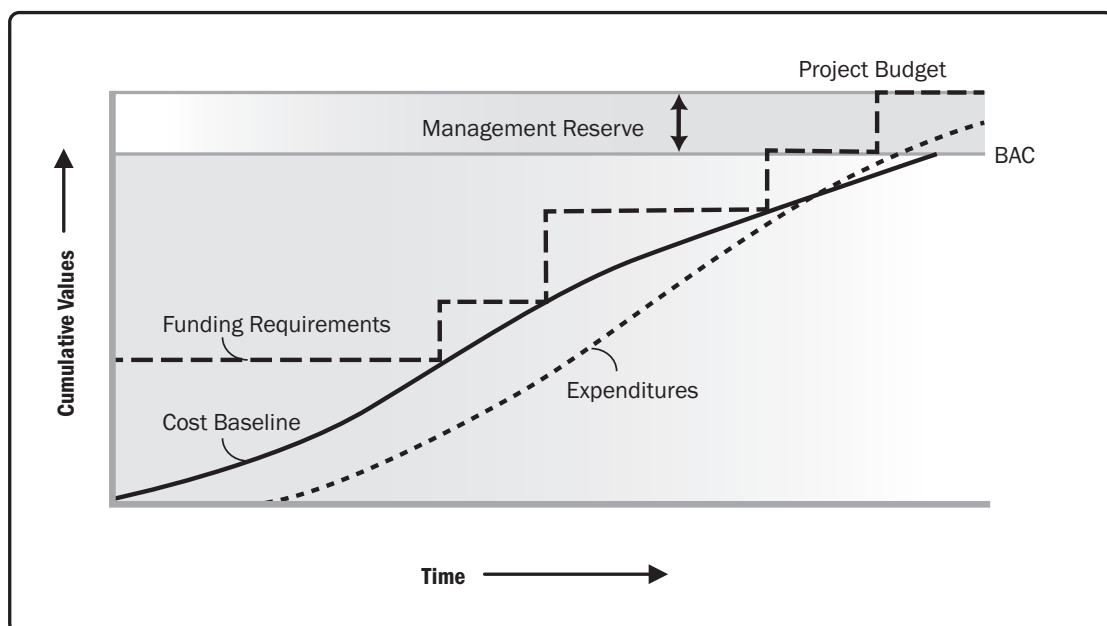 Project Budget
Management Reserve
BAC
Cumulative Values
Funding Requirements
Expenditures
Cost Baseline
Time